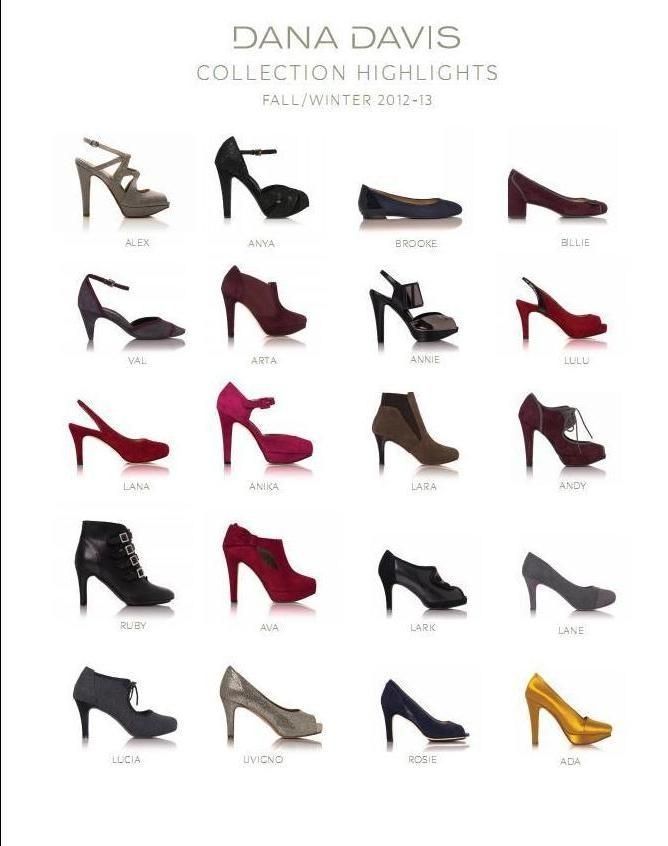 DANA DAVIS
COLLECTION HIGHLIGHTS
FALL/WINTER 2012-13
ALEX ANYA BROOKE BILLIE
VAL ARTA ANNIE LULU
LANA ANIKA LARA ANDY
RUBY AVA LARK LANE
LUCIA UVIGNO ROSIE ADA